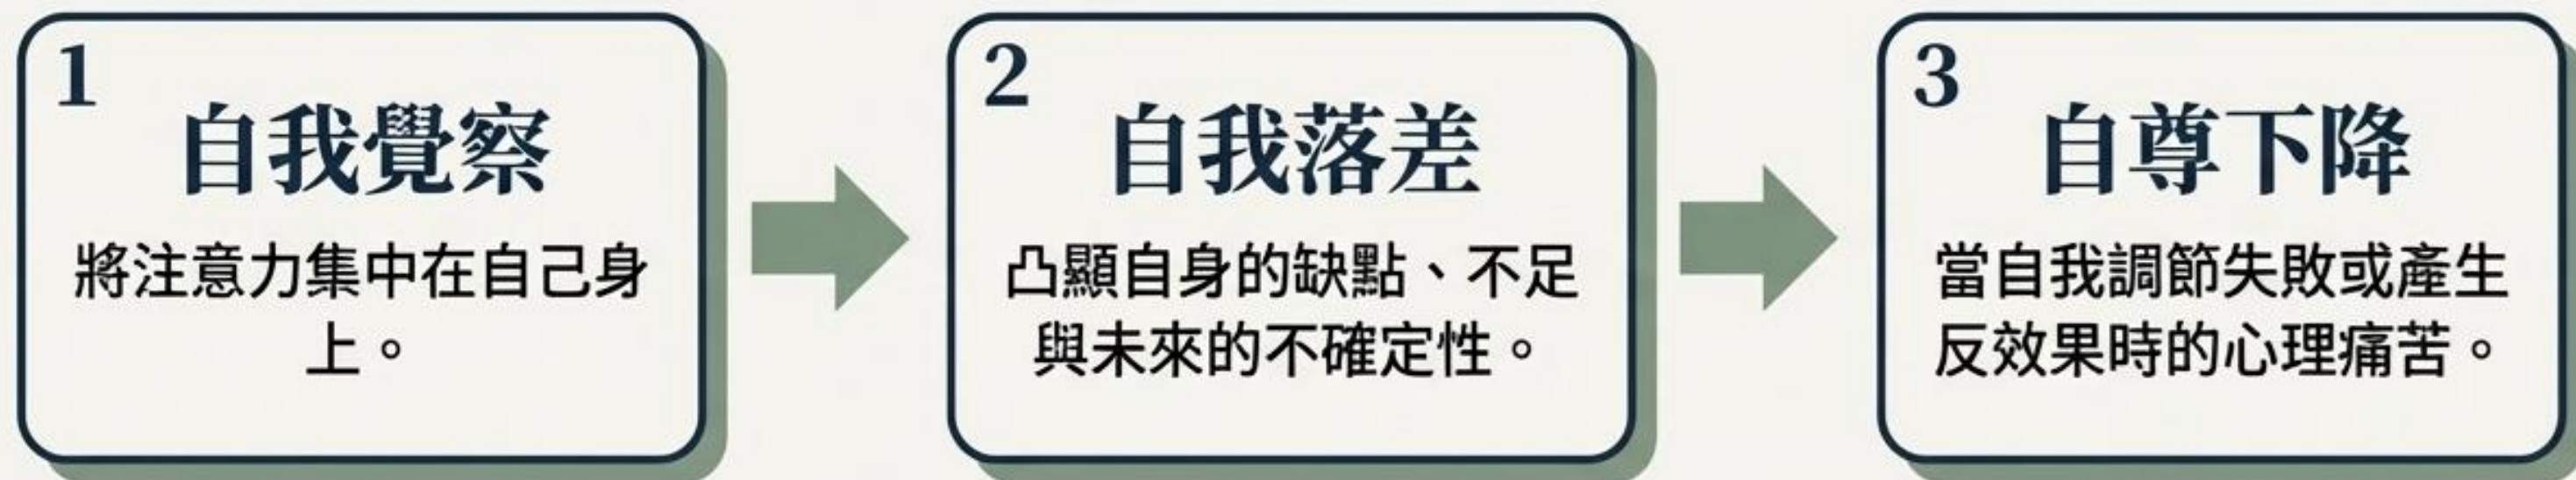 1
自我覺察
將注意力集中在自己身
上。
2
自我落差
凸顯自身的缺點、不足
與未來的不確定性。
3
自尊下降
當自我調節失敗或產生
反效果時的心理痛苦。